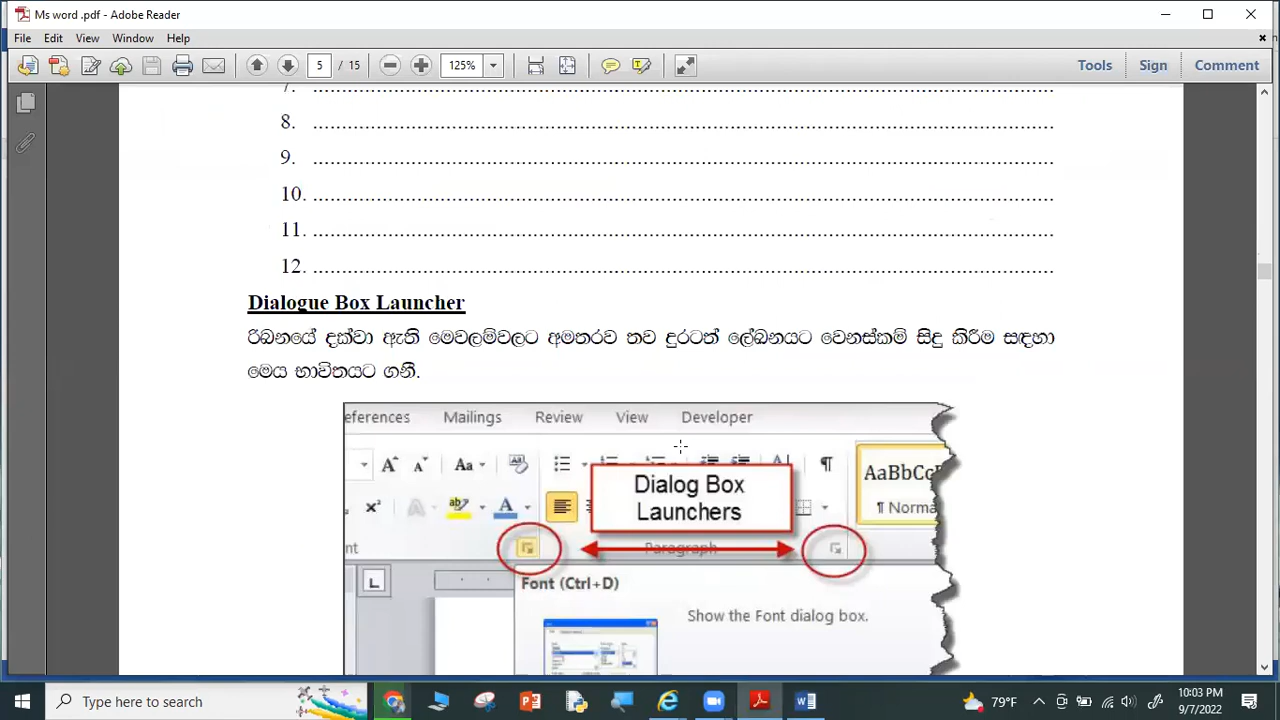 Ms word .pdf - Adobe Reader
File Edit View Window Help
5 / 15 125% Tools Sign Comment
7. ....................................................................................
8. ....................................................................................
9. ....................................................................................
10. ....................................................................................
11. ....................................................................................
12. ....................................................................................
Dialogue Box Launcher
රිබනයේ දක්වා ඇති මෙවලම්වලට අමතරව තව දුරටත් ලේඛනයට වෙනස්කම් සිදු කිරීම සඳහා
මෙය භාවිතයට ගනී.
eferences Mailings Review View Developer
Aa
AaBbCc
Dialog Box
Launchers
¶ Norma
nt Paragraph
Font (Ctrl+D)
Show the Font dialog box.
Type here to search
79°F
10:03 PM
9/7/2022